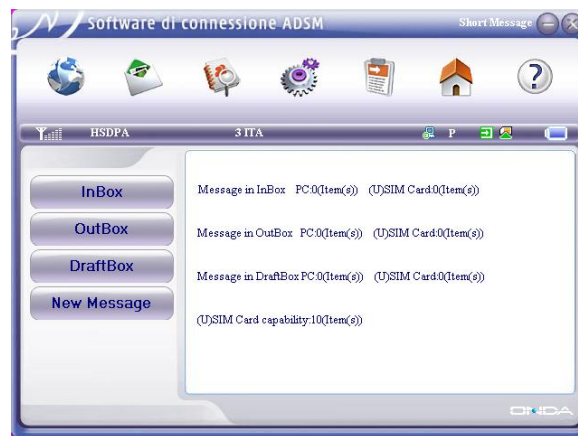 Software di connessione ADSM
Short Message
HSDPA 3 ITA P
InBox
OutBox
DraftBox
New Message
Message in InBox PC:0(Item(s)) (U)SIM Card:0(Item(s))
Message in OutBox PC:0(Item(s)) (U)SIM Card:0(Item(s))
Message in DraftBox PC:0(Item(s)) (U)SIM Card:0(Item(s))
(U)SIM Card capability:10(Item(s))
ONDA